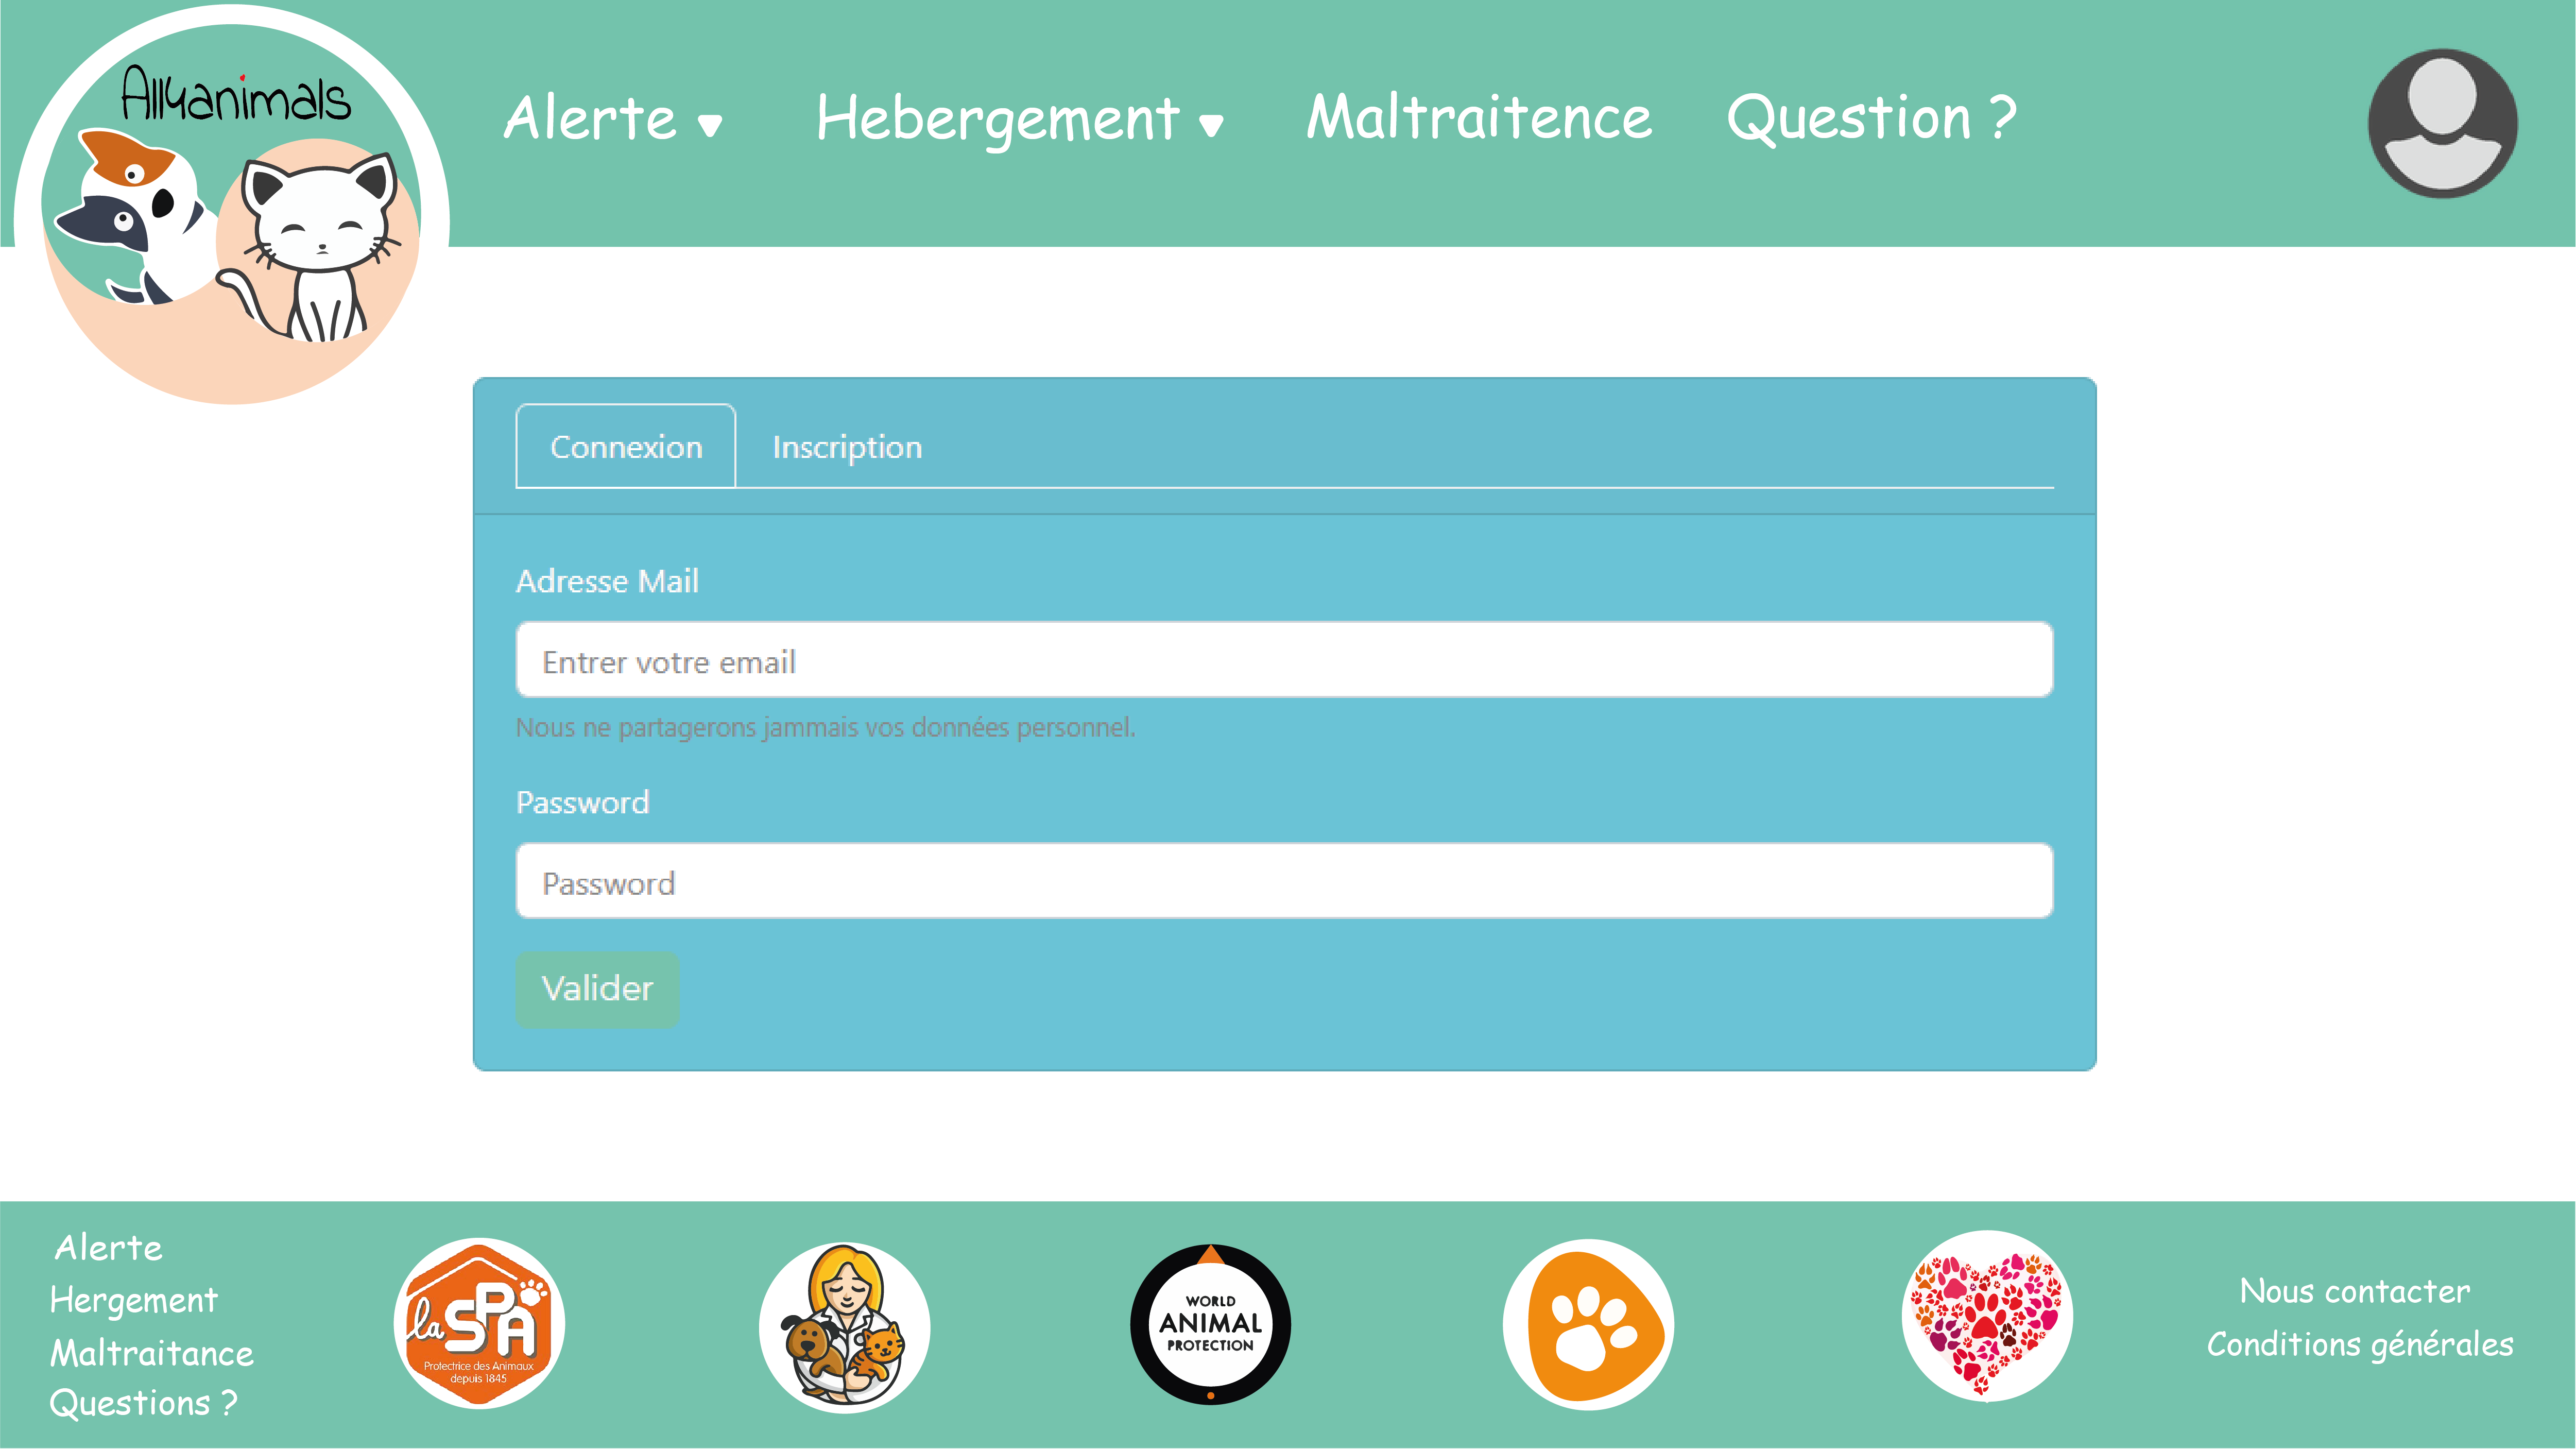 All4animals
Alerte
Hebergement
Maltraitence
Question ?
Connexion
Inscription
Adresse Mail
Entrer votre email
Nous ne partagerons jammais vos données personnel.
Password
Password
Valider
Alerte
Hergement
Maltraitance
Questions ?
la SPA
Protectrice des Animaux
depuis 1845
WORLD
ANIMAL
PROTECTION
Nous contacter
Conditions générales